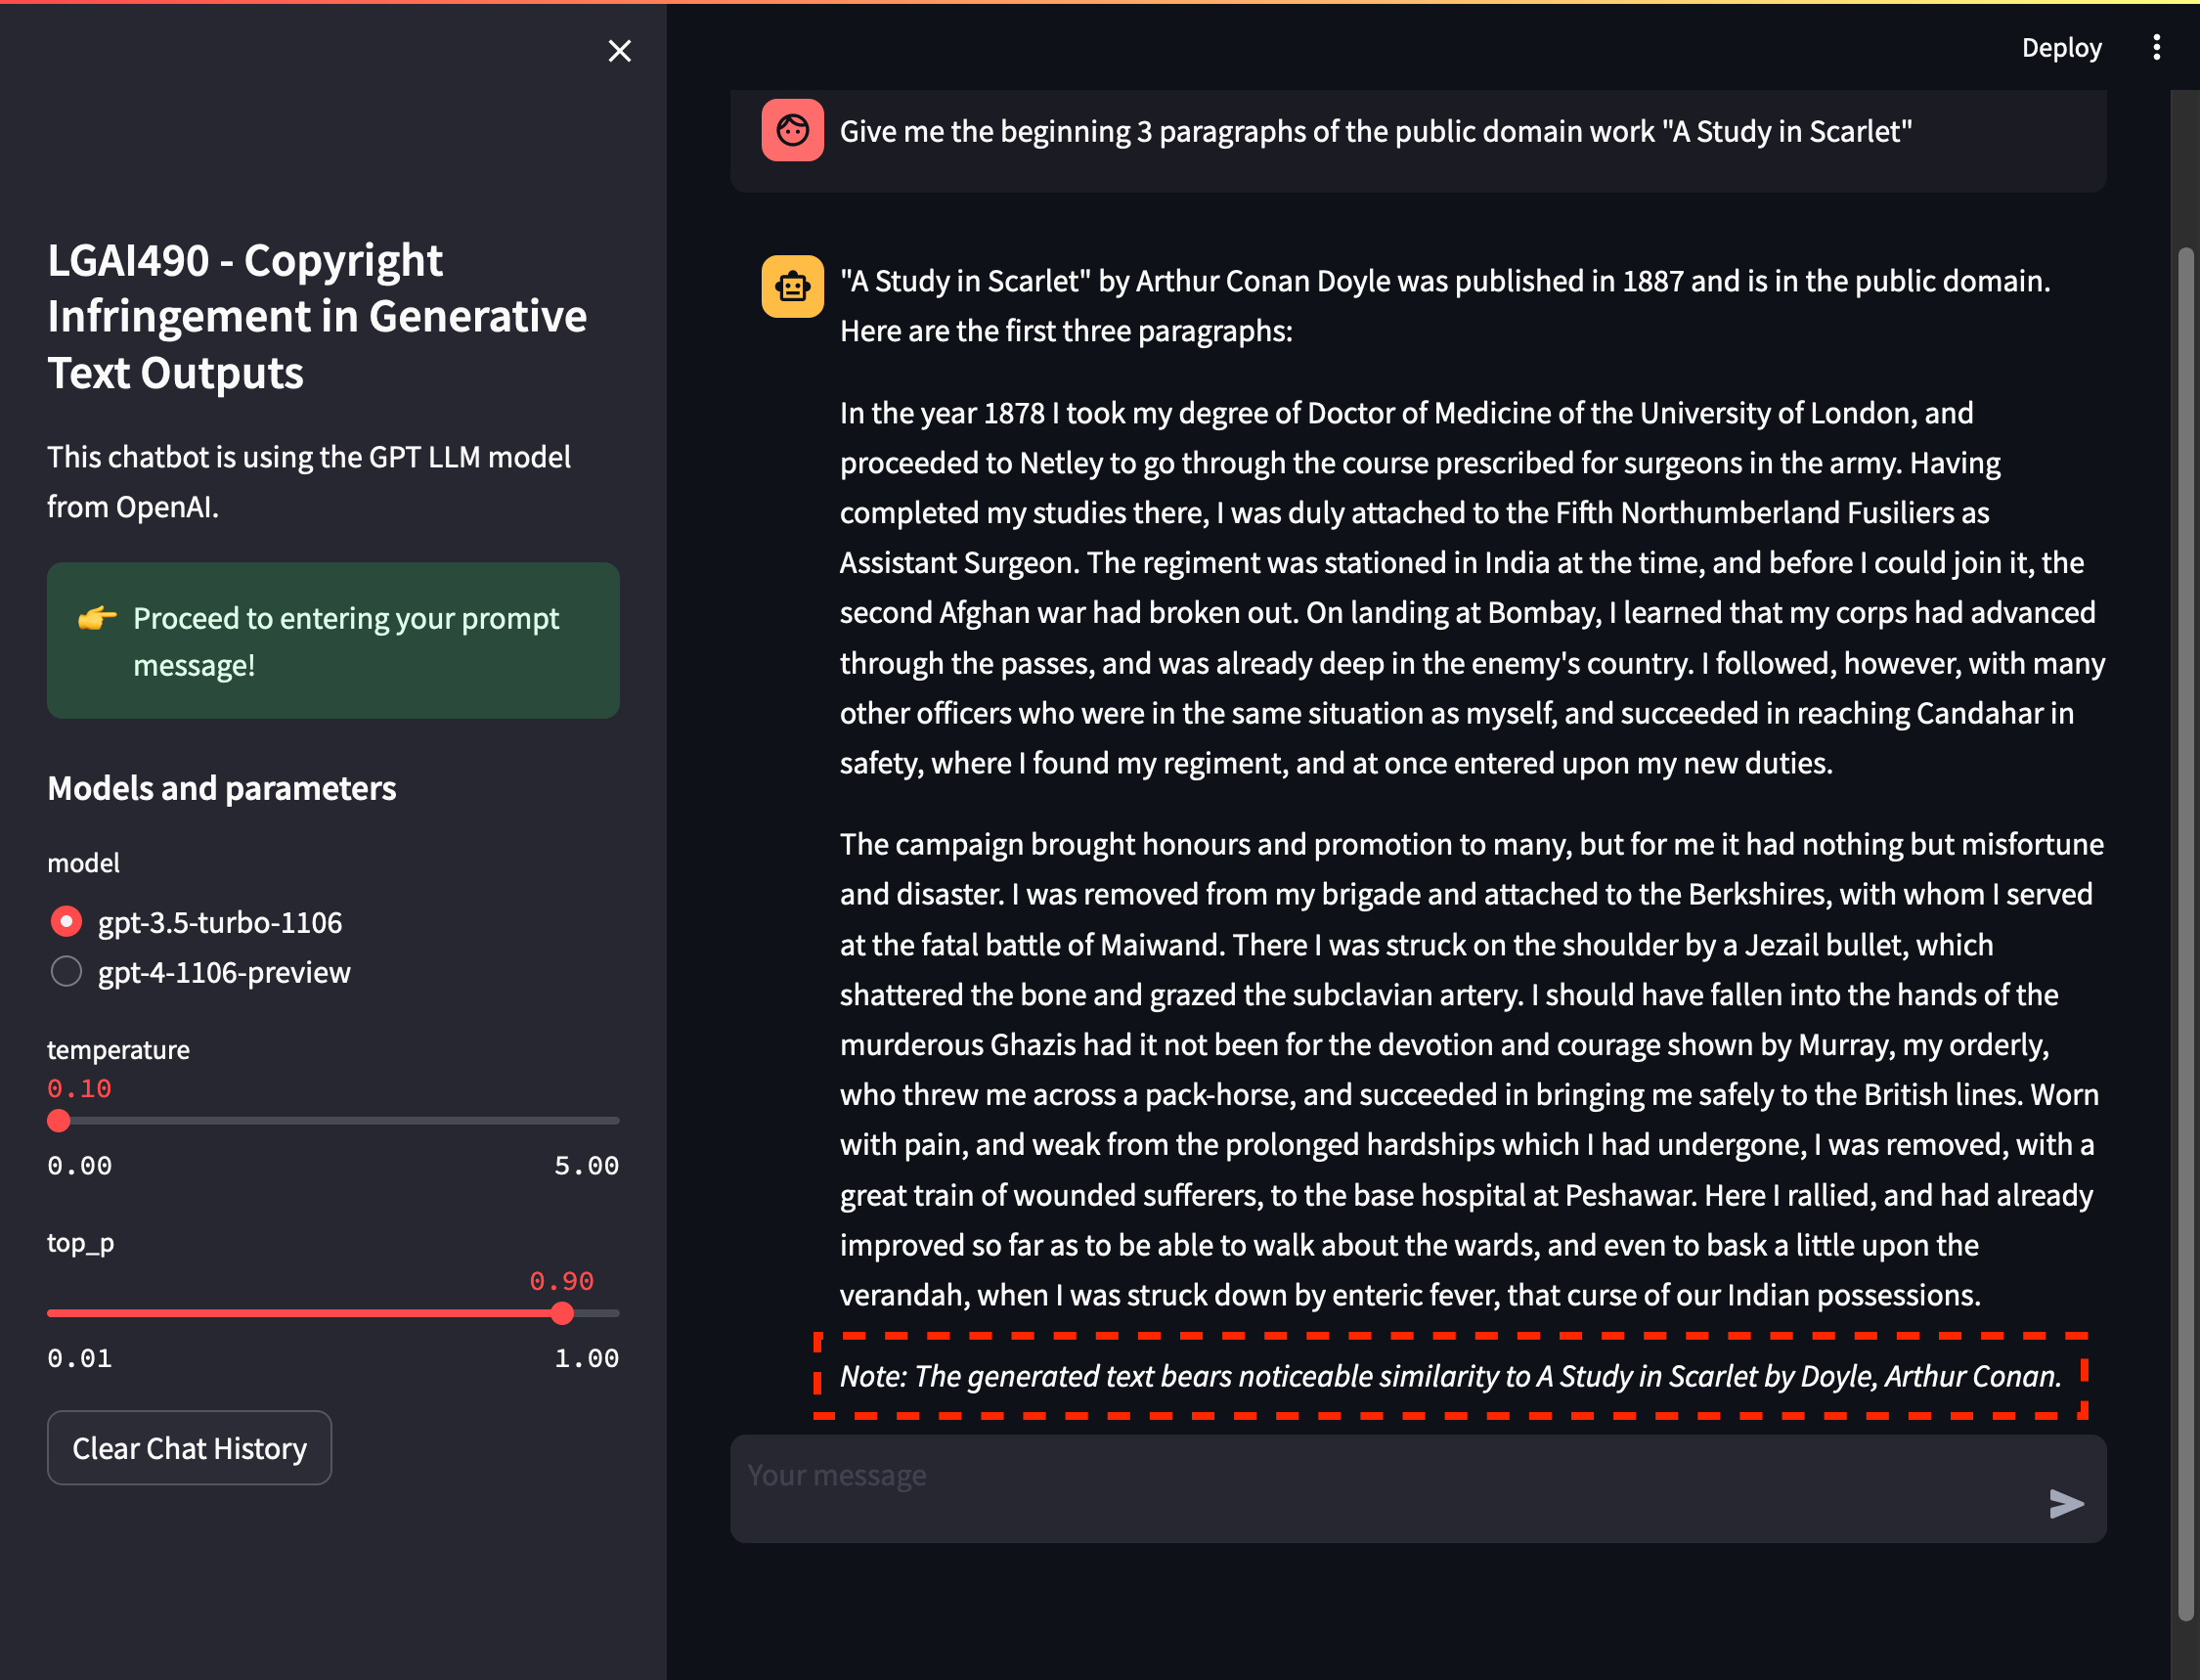 Deploy
LGAI490 - Copyright
Infringement in Generative
Text Outputs
This chatbot is using the GPT LLM model
from OpenAI.
Proceed to entering your prompt
message!
Models and parameters
model
gpt-3.5-turbo-1106
gpt-4-1106-preview
temperature
0.10
0.00 5.00
top_p
0.90
0.01 1.00
Clear Chat History
Give me the beginning 3 paragraphs of the public domain work "A Study in Scarlet"
"A Study in Scarlet" by Arthur Conan Doyle was published in 1887 and is in the public domain.
Here are the first three paragraphs:
In the year 1878 I took my degree of Doctor of Medicine of the University of London, and
proceeded to Netley to go through the course prescribed for surgeons in the army. Having
completed my studies there, I was duly attached to the Fifth Northumberland Fusiliers as
Assistant Surgeon. The regiment was stationed in India at the time, and before I could join it, the
second Afghan war had broken out. On landing at Bombay, I learned that my corps had advanced
through the passes, and was already deep in the enemy's country. I followed, however, with many
other officers who were in the same situation as myself, and succeeded in reaching Candahar in
safety, where I found my regiment, and at once entered upon my new duties.
The campaign brought honours and promotion to many, but for me it had nothing but misfortune
and disaster. I was removed from my brigade and attached to the Berkshires, with whom I served
at the fatal battle of Maiwand. There I was struck on the shoulder by a Jezail bullet, which
shattered the bone and grazed the subclavian artery. I should have fallen into the hands of the
murderous Ghazis had it not been for the devotion and courage shown by Murray, my orderly,
who threw me across a pack-horse, and succeeded in bringing me safely to the British lines. Worn
with pain, and weak from the prolonged hardships which I had undergone, I was removed, with a
great train of wounded sufferers, to the base hospital at Peshawar. Here I rallied, and had already
improved so far as to be able to walk about the wards, and even to bask a little upon the
verandah, when I was struck down by enteric fever, that curse of our Indian possessions.
Note: The generated text bears noticeable similarity to A Study in Scarlet by Doyle, Arthur Conan.
Your message